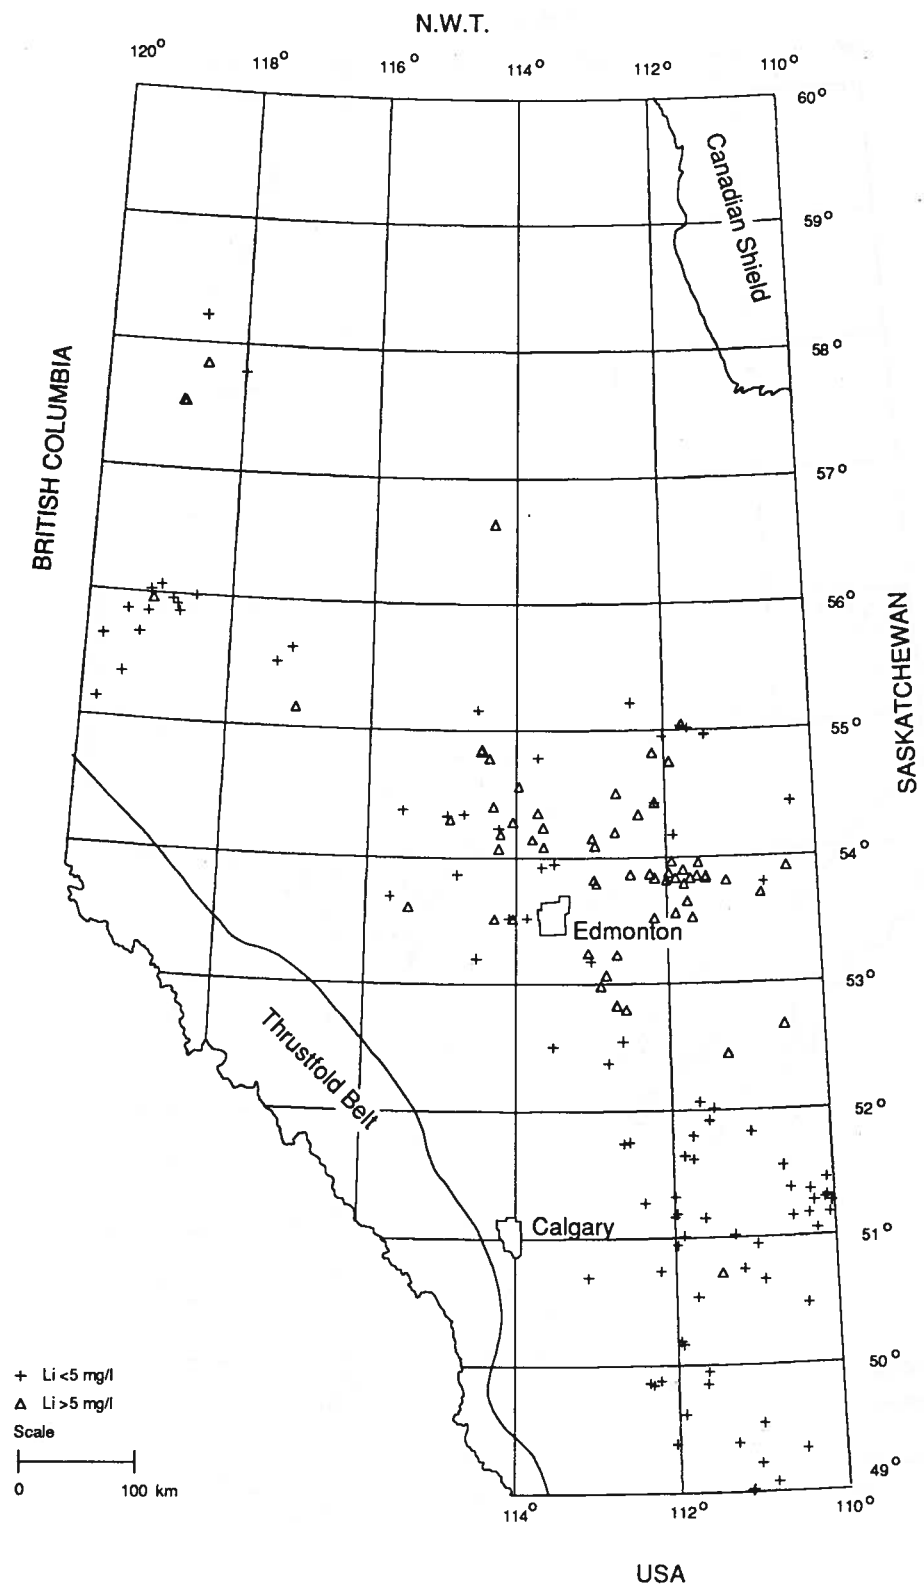 N.W.T.
120°
118°
116°
114°
112°
110°
60°
Canadian Shield
59°
58°
BRITISH COLUMBIA
57°
56°
SASKATCHEWAN
55°
54°
Edmonton
53°
Thrustfold Belt
52°
Calgary
51°
50°
+ Li <5 mg/l
△ Li >5 mg/l
Scale
0 100 km
49°
114°
112°
110°
USA